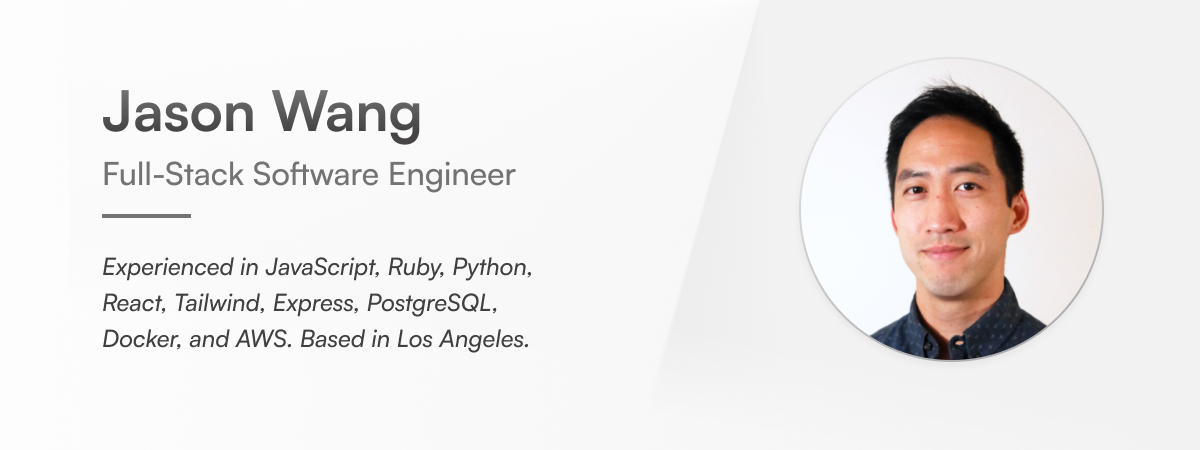 Jason Wang
Full-Stack Software Engineer
Experienced in JavaScript, Ruby, Python,
React, Tailwind, Express, PostgreSQL,
Docker, and AWS. Based in Los Angeles.